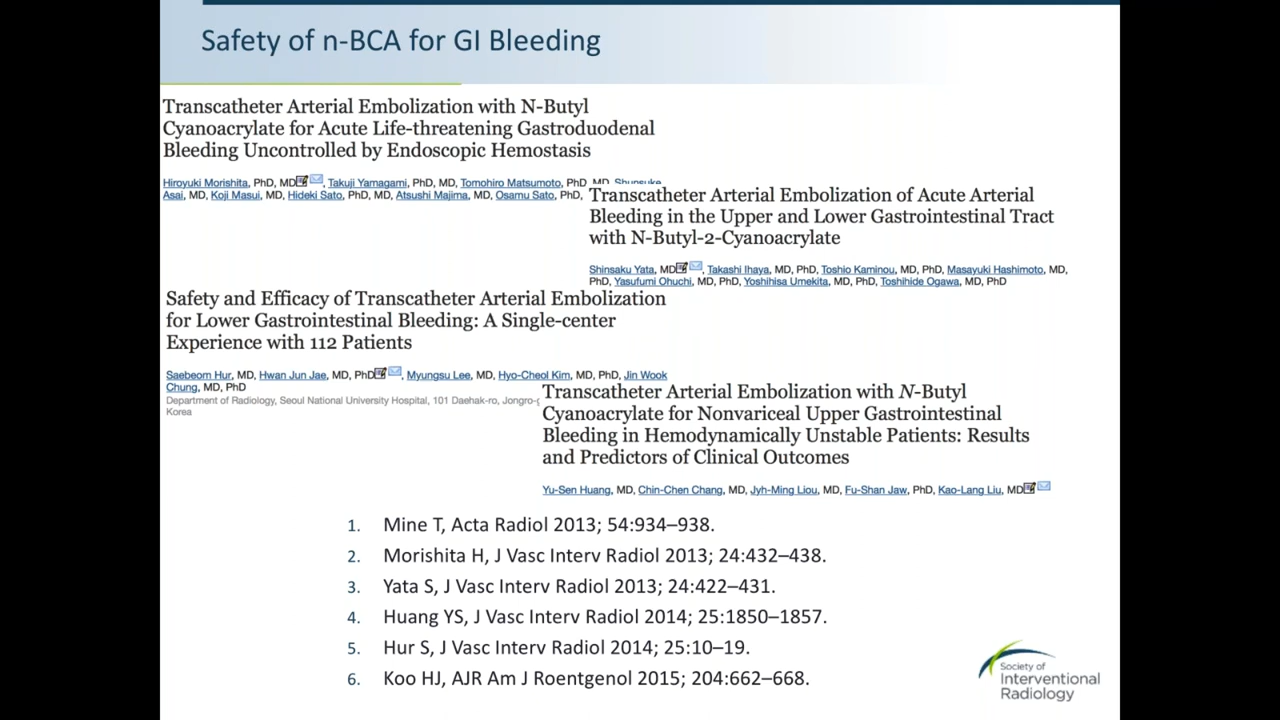 Safety of n-BCA for GI Bleeding
Transcatheter Arterial Embolization with N-Butyl
Cyanoacrylate for Acute Life-threatening Gastroduodenal
Bleeding Uncontrolled by Endoscopic Hemostasis
Hiroyuki Morishita, PhD, MD, Takuji Yamagami, PhD, MD, Tomohiro Matsumoto, PhD, MD, Shunsuke
Asai, MD, Koji Masui, MD, Hideki Sato, PhD, MD, Atsushi Majima, MD, Osamu Sato, PhD,
Transcatheter Arterial Embolization of Acute Arterial
Bleeding in the Upper and Lower Gastrointestinal Tract
with N-Butyl-2-Cyanoacrylate
Shinsaku Yata, MD, Takashi Ihaya, MD, PhD, Toshio Kaminou, MD, PhD, Masayuki Hashimoto, MD,
PhD, Yasufumi Ohuchi, MD, PhD, Yoshihisa Umekita, MD, PhD, Toshihide Ogawa, MD, PhD
Safety and Efficacy of Transcatheter Arterial Embolization
for Lower Gastrointestinal Bleeding: A Single-center
Experience with 112 Patients
Saebeom Hur, MD, Hwan Jun Jae, MD, PhD, Myungsu Lee, MD, Hyo-Cheol Kim, MD, PhD, Jin Wook
Chung, MD, PhD
Department of Radiology, Seoul National University Hospital, 101 Daehak-ro, Jongro-g
Korea
Transcatheter Arterial Embolization with N-Butyl
Cyanoacrylate for Nonvariceal Upper Gastrointestinal
Bleeding in Hemodynamically Unstable Patients: Results
and Predictors of Clinical Outcomes
Yu-Sen Huang, MD, Chin-Chen Chang, MD, Jyh-Ming Liou, MD, Fu-Shan Jaw, PhD, Kao-Lang Liu, MD
1. Mine T, Acta Radiol 2013; 54:934–938.
2. Morishita H, J Vasc Interv Radiol 2013; 24:432–438.
3. Yata S, J Vasc Interv Radiol 2013; 24:422–431.
4. Huang YS, J Vasc Interv Radiol 2014; 25:1850–1857.
5. Hur S, J Vasc Interv Radiol 2014; 25:10–19.
6. Koo HJ, AJR Am J Roentgenol 2015; 204:662–668.
Society of
Interventional
Radiology